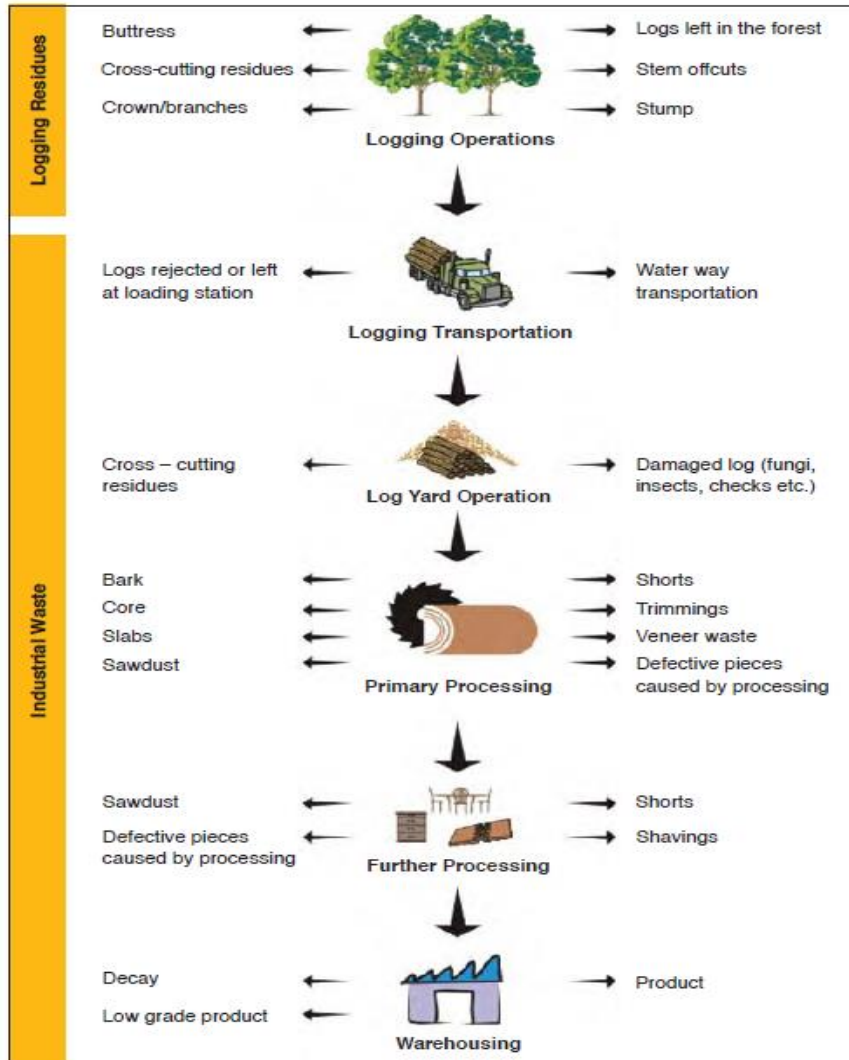 Logging Residues
Buttress
Logs left in the forest
Cross-cutting residues
Stem offcuts
Crown/branches
Stump
Logging Operations
Logs rejected or left
at loading station
Water way
transportation
Logging Transportation
Industrial Waste
Cross – cutting
residues
Damaged log (fungi,
insects, checks etc.)
Log Yard Operation
Bark
Shorts
Core
Trimmings
Slabs
Veneer waste
Sawdust
Defective pieces
caused by processing
Primary Processing
Sawdust
Shorts
Defective pieces
caused by processing
Shavings
Further Processing
Decay
Product
Low grade product
Warehousing